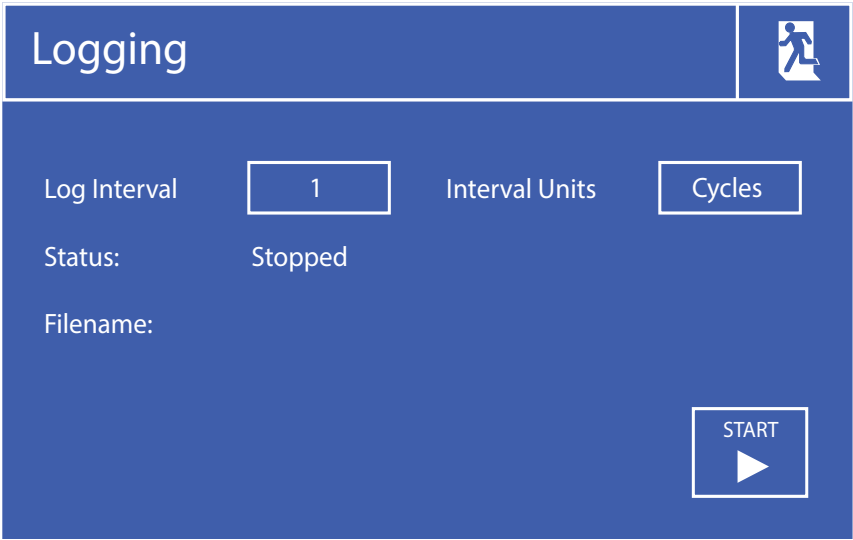 Logging
Log Interval 1 Interval Units Cycles
Status: Stopped
Filename:
START